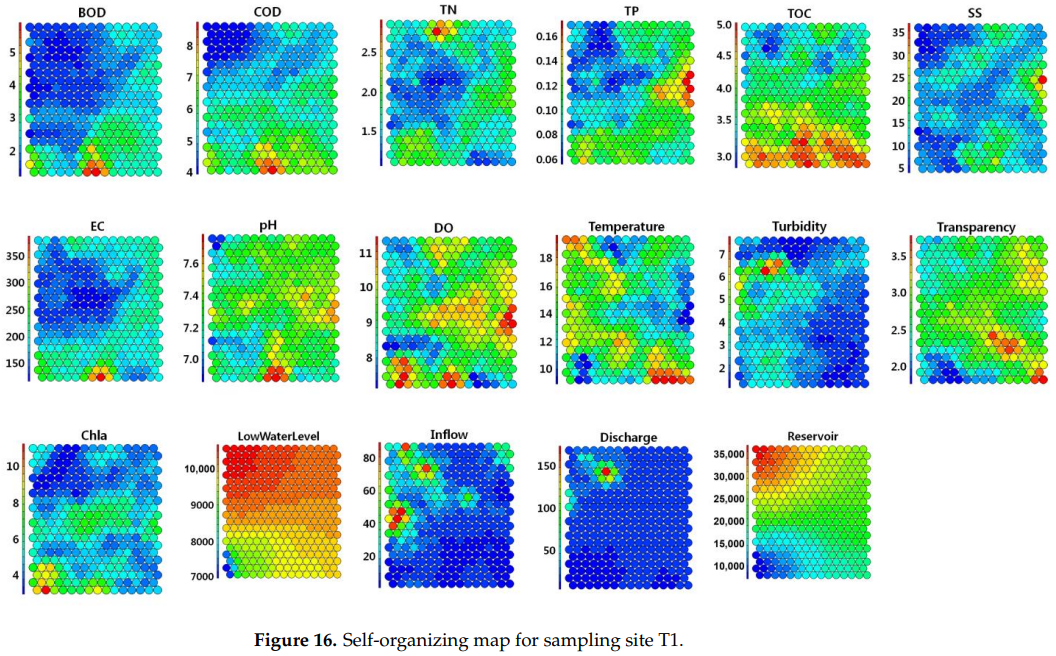 BOD COD TN TP TOC SS
5 3 2
8 7 6 5 4
2.5 2.0 1.5
0.16 0.14 0.12 0.10 0.08 0.06
5.0 4.5 4.0 3.5 3.0
35 30 25 20 15 10 5
EC pH DO Temperature Turbidity Transparency
350 300 250 200 150
7.6 7.4 7.2 7.0
11 10 9 8
18 16 14 12 10
7 6 5 4 3 2
3.5 3.0 2.5 2.0
Chla LowWaterLevel Inflow Discharge Reservoir
10 8 6 4
10,000 9000 8000 7000
80 60 40 20
150 100 50
35,000 30,000 25,000 20,000 15,000 10,000
Figure 16. Self-organizing map for sampling site T1.